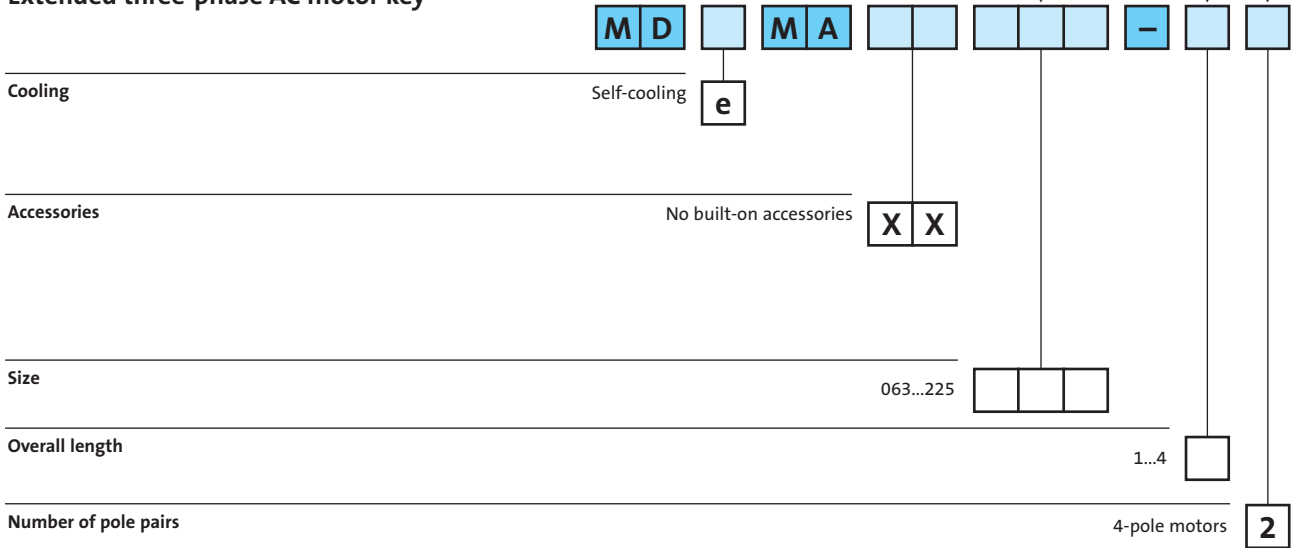 Extended three-phase AC motor key
M D M A –
Cooling Self-cooling e
Accessories No built-on accessories X X
Size 063...225
Overall length 1...4
Number of pole pairs 4-pole motors 2